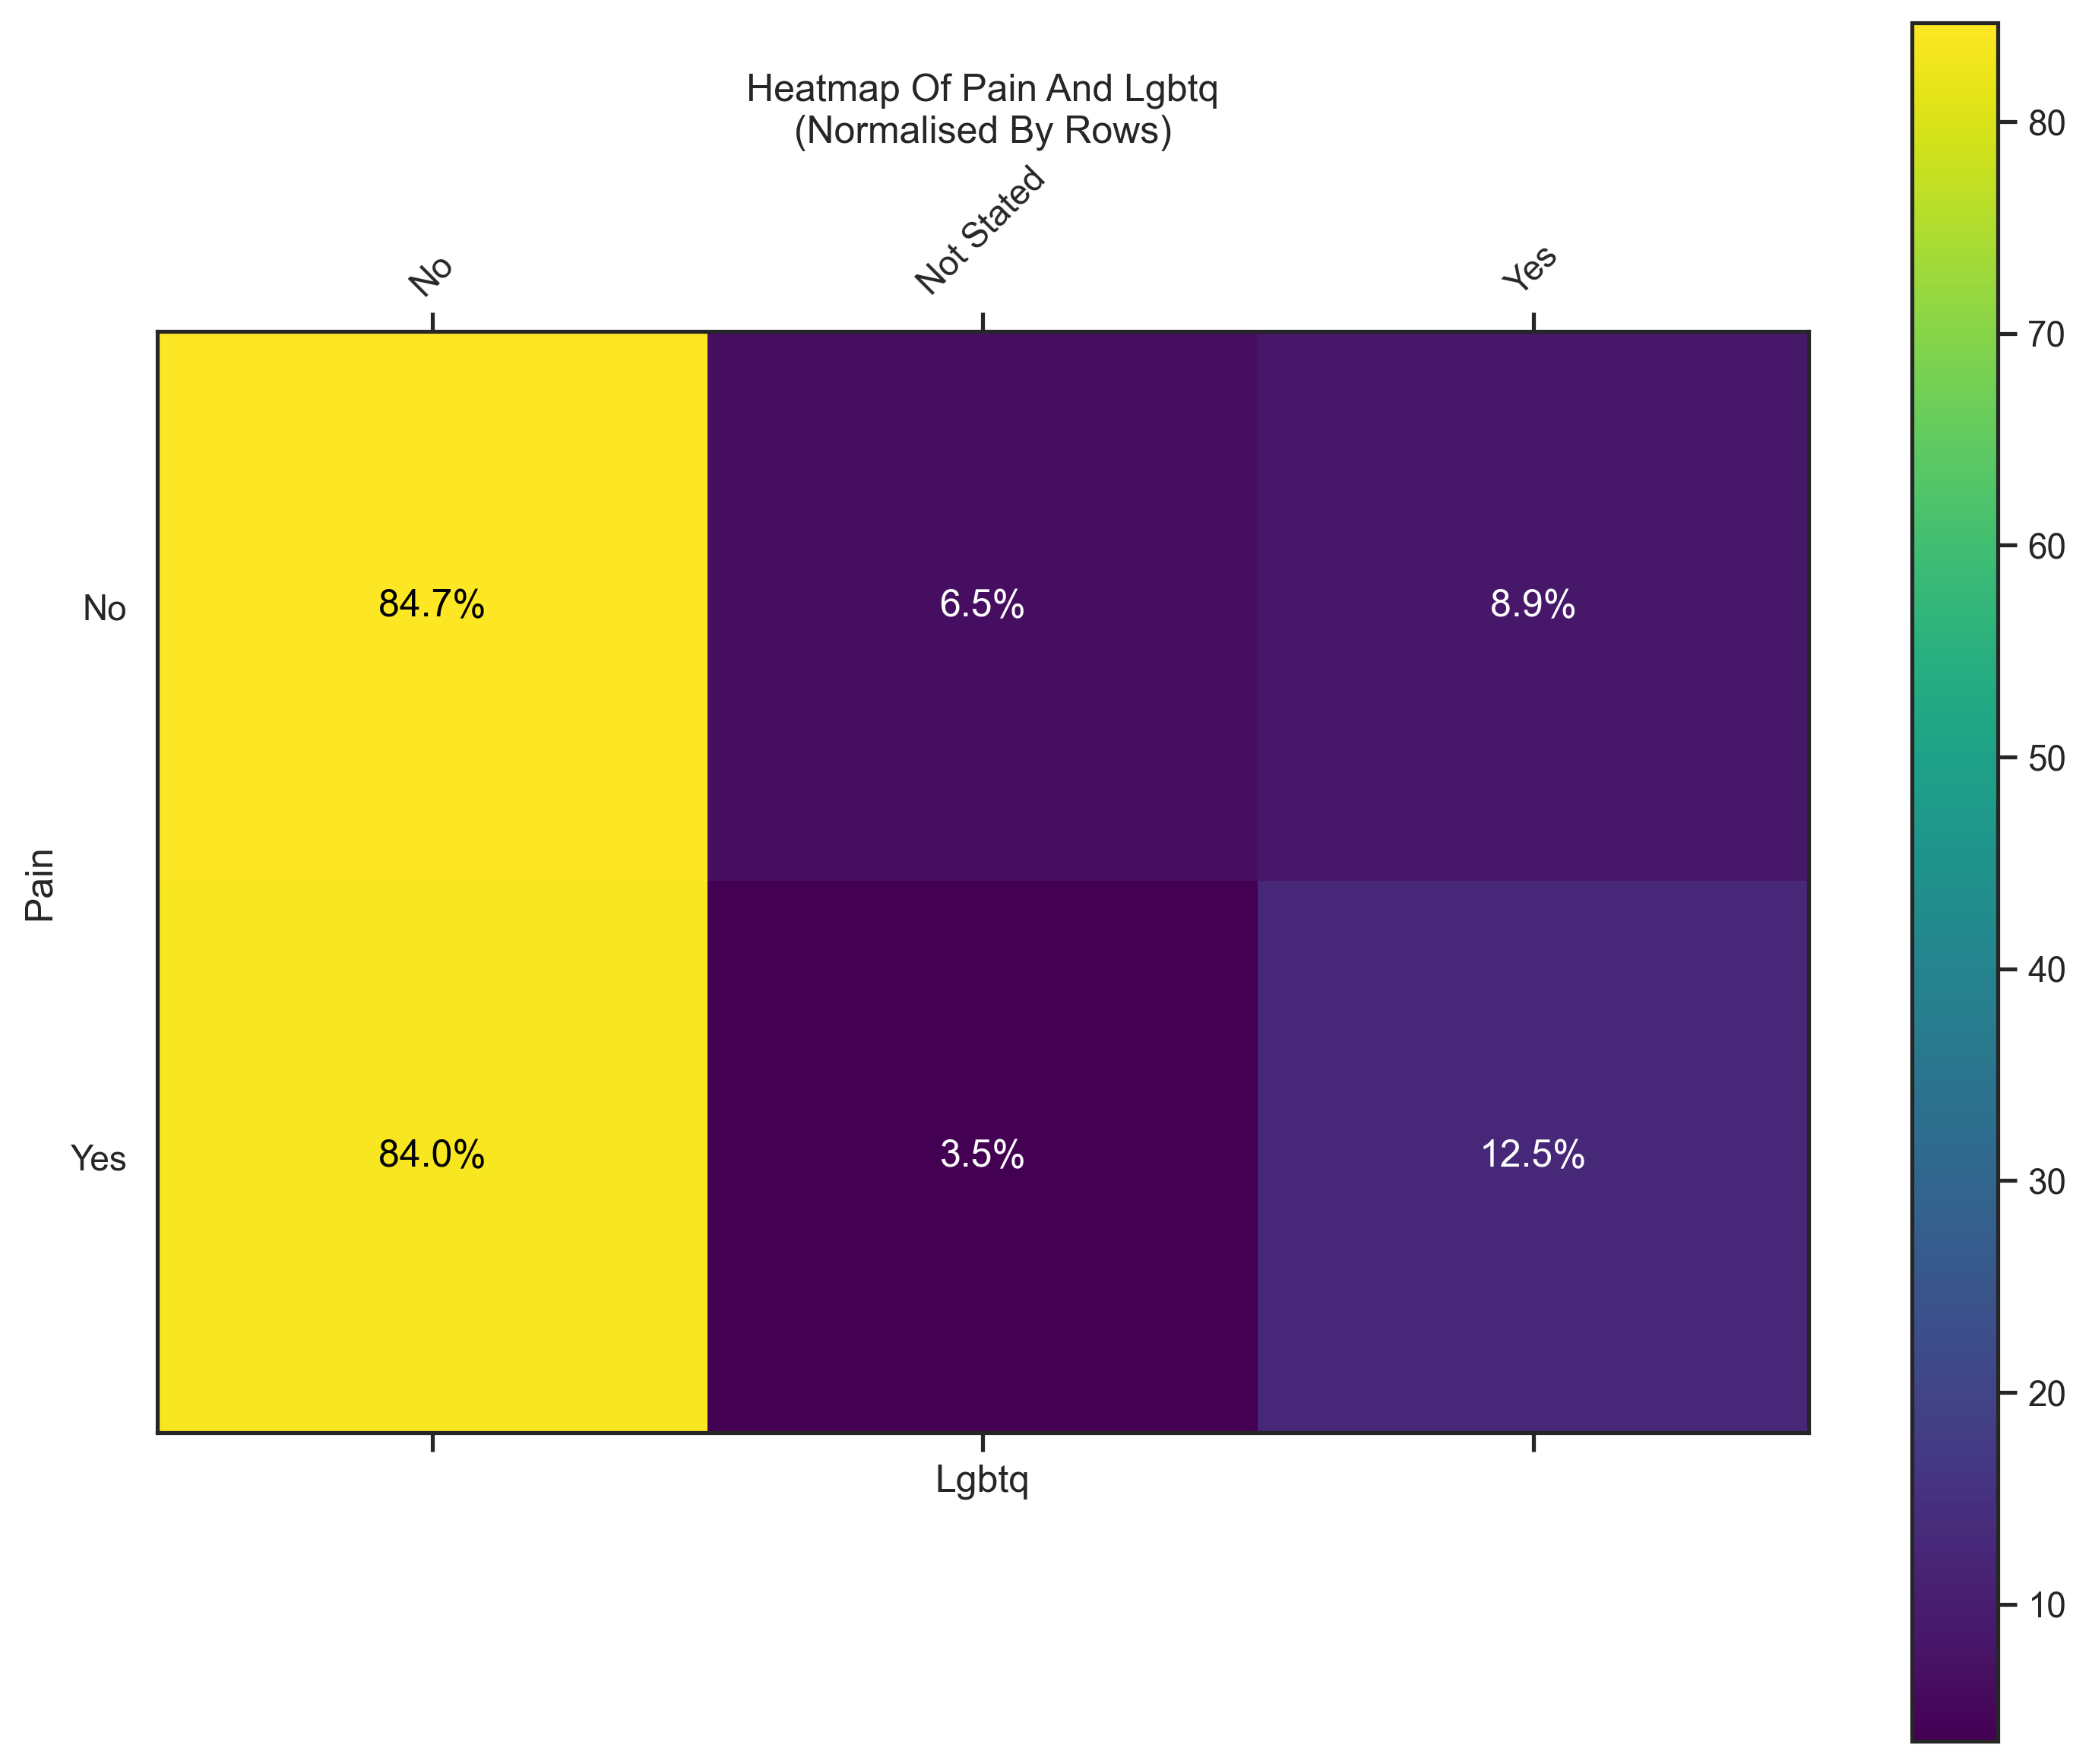 Heatmap Of Pain And Lgbtq
(Normalised By Rows)
No
Not Stated
Yes
No
84.7%
6.5%
8.9%
Pain
Yes
84.0%
3.5%
12.5%
Lgbtq
80
70
60
50
40
30
20
10